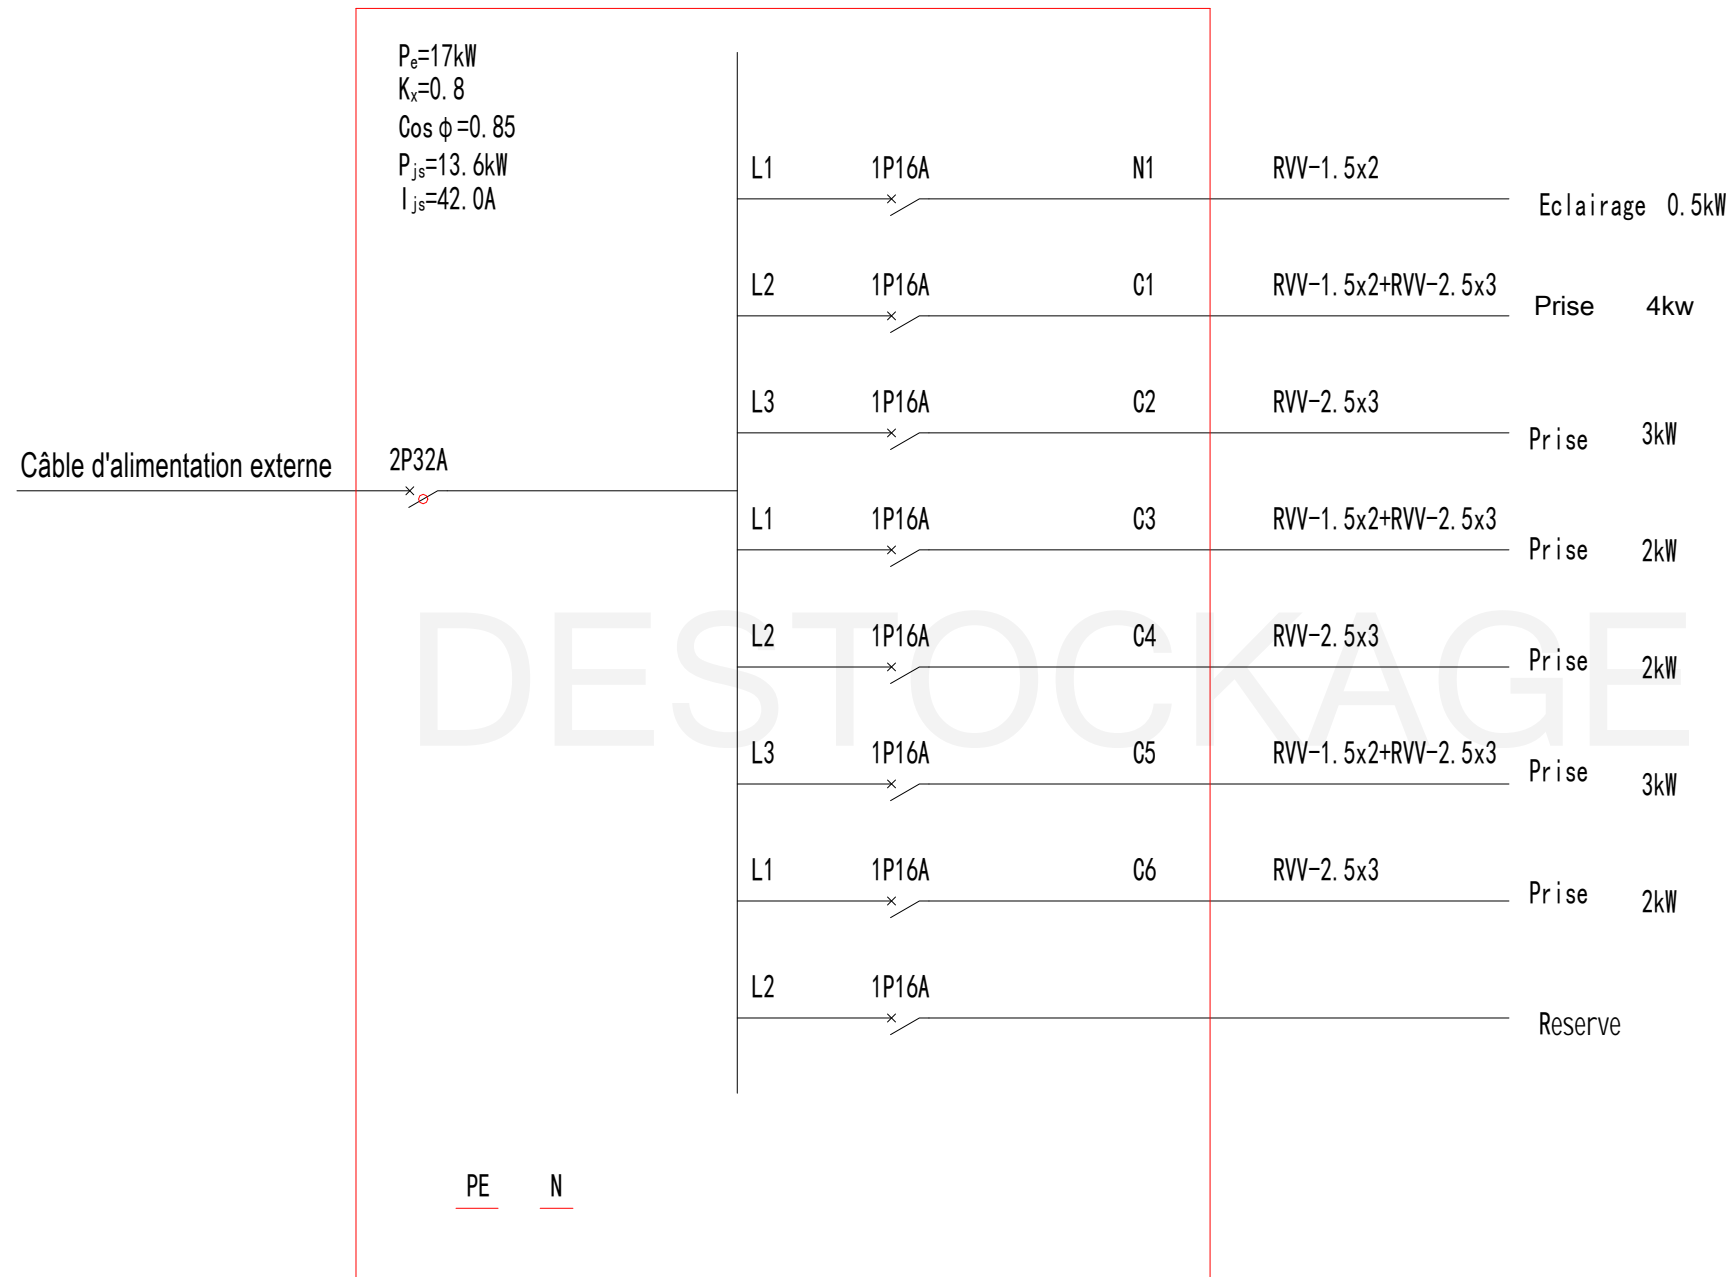 Pe=17kW
Kx=0.8
Cosφ=0.85
Pjs=13.6kW
Ijs=42.0A
L1 1P16A N1 RVV-1.5x2 Eclairage 0.5kW
L2 1P16A C1 RVV-1.5x2+RVV-2.5x3 Prise 4kw
L3 1P16A C2 RVV-2.5x3 Prise 3kW
Câble d'alimentation externe 2P32A
L1 1P16A C3 RVV-1.5x2+RVV-2.5x3 Prise 2kW
L2 1P16A C4 RVV-2.5x3 Prise 2kW
DESTOCKAGE
L3 1P16A C5 RVV-1.5x2+RVV-2.5x3 Prise 3kW
L1 1P16A C6 RVV-2.5x3 Prise 2kW
L2 1P16A Reserve
PE N